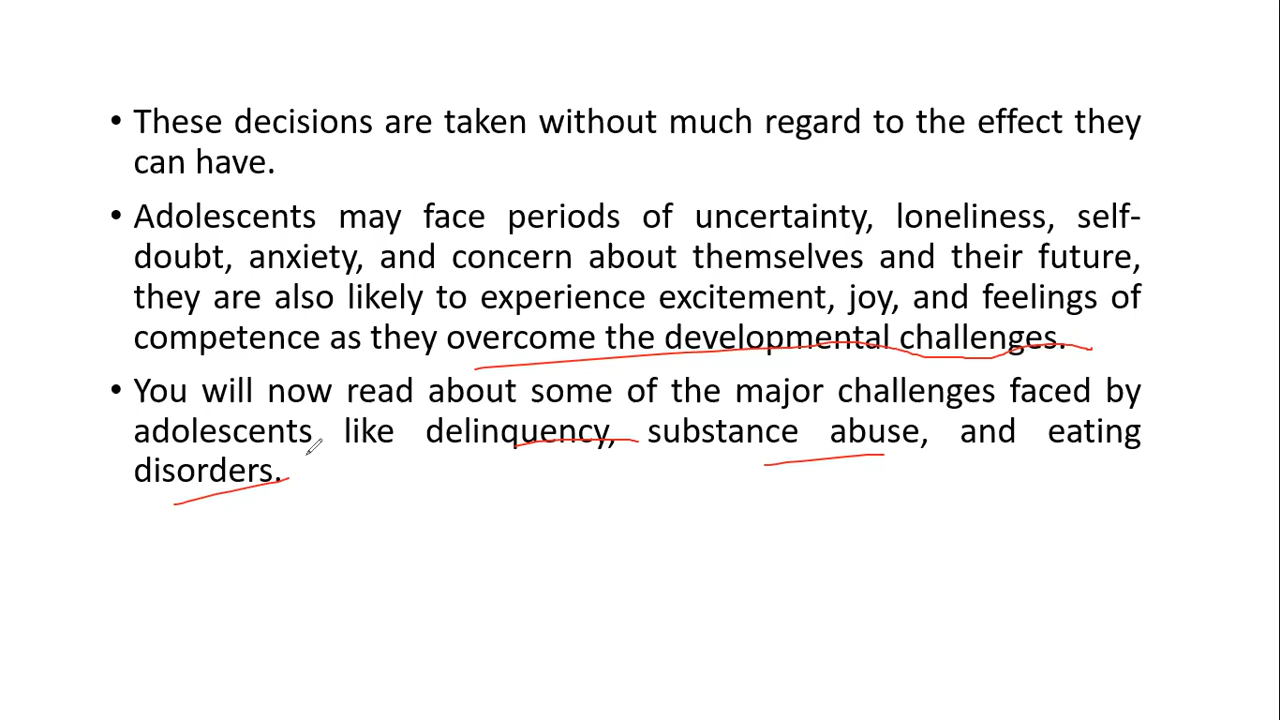 • These decisions are taken without much regard to the effect they
can have.
• Adolescents may face periods of uncertainty, loneliness, self-
doubt, anxiety, and concern about themselves and their future,
they are also likely to experience excitement, joy, and feelings of
competence as they overcome the developmental challenges.
• You will now read about some of the major challenges faced by
adolescents like delinquency, substance abuse, and eating
disorders.